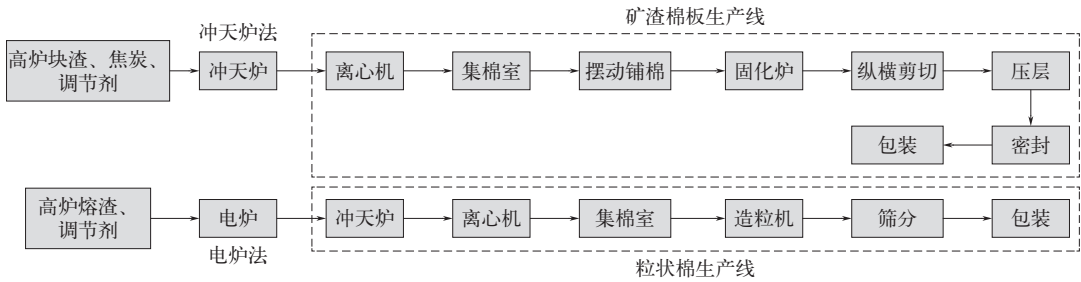 矿渣棉板生产线
冲天炉法
高炉块渣、焦炭、
调节剂
冲天炉
离心机
集棉室
摆动铺棉
固化炉
纵横剪切
压层
包装
密封
高炉熔渣、
调节剂
电炉
电炉法
冲天炉
离心机
集棉室
造粒机
筛分
包装
粒状棉生产线